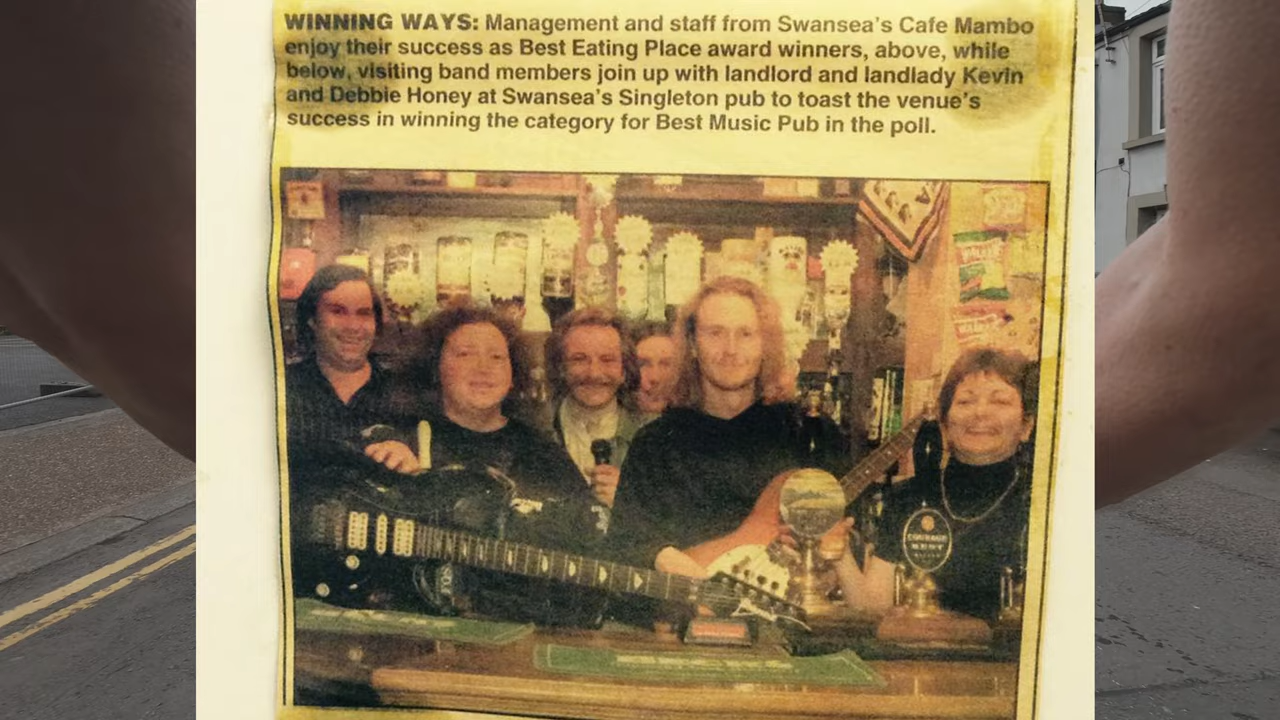 WINNING WAYS: Management and staff from Swansea's Cafe Mambo
enjoy their success as Best Eating Place award winners, above, while
below, visiting band members join up with landlord and landlady Kevin
and Debbie Honey at Swansea's Singleton pub to toast the venue's
success in winning the category for Best Music Pub in the poll.
COURAGE
BEST